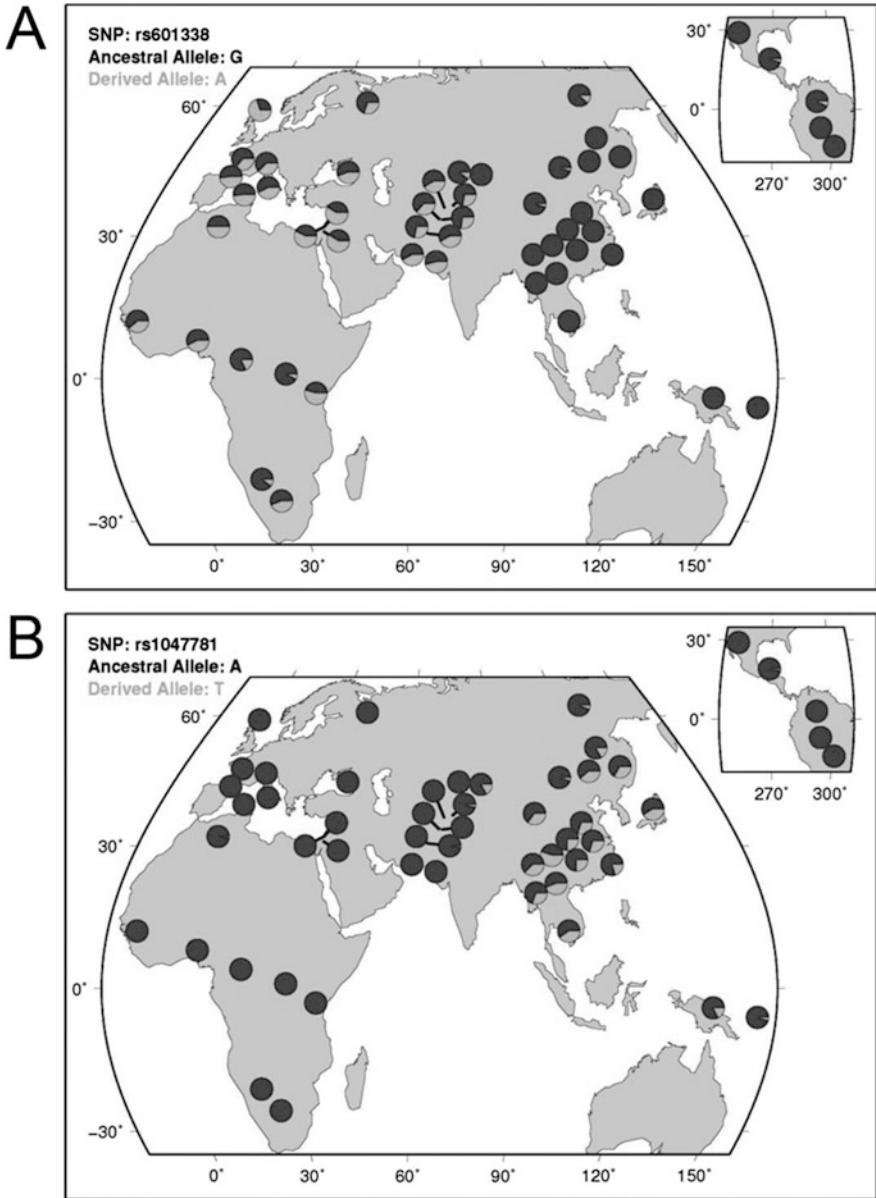 A
SNP: rs601338
Ancestral Allele: G
Derived Allele: A
60˚
30˚
0˚
−30˚
0˚ 30˚ 60˚ 90˚ 120˚ 150˚
30˚
0˚
270˚ 300˚
B
SNP: rs1047781
Ancestral Allele: A
Derived Allele: T
60˚
30˚
0˚
−30˚
0˚ 30˚ 60˚ 90˚ 120˚ 150˚
30˚
0˚
270˚ 300˚